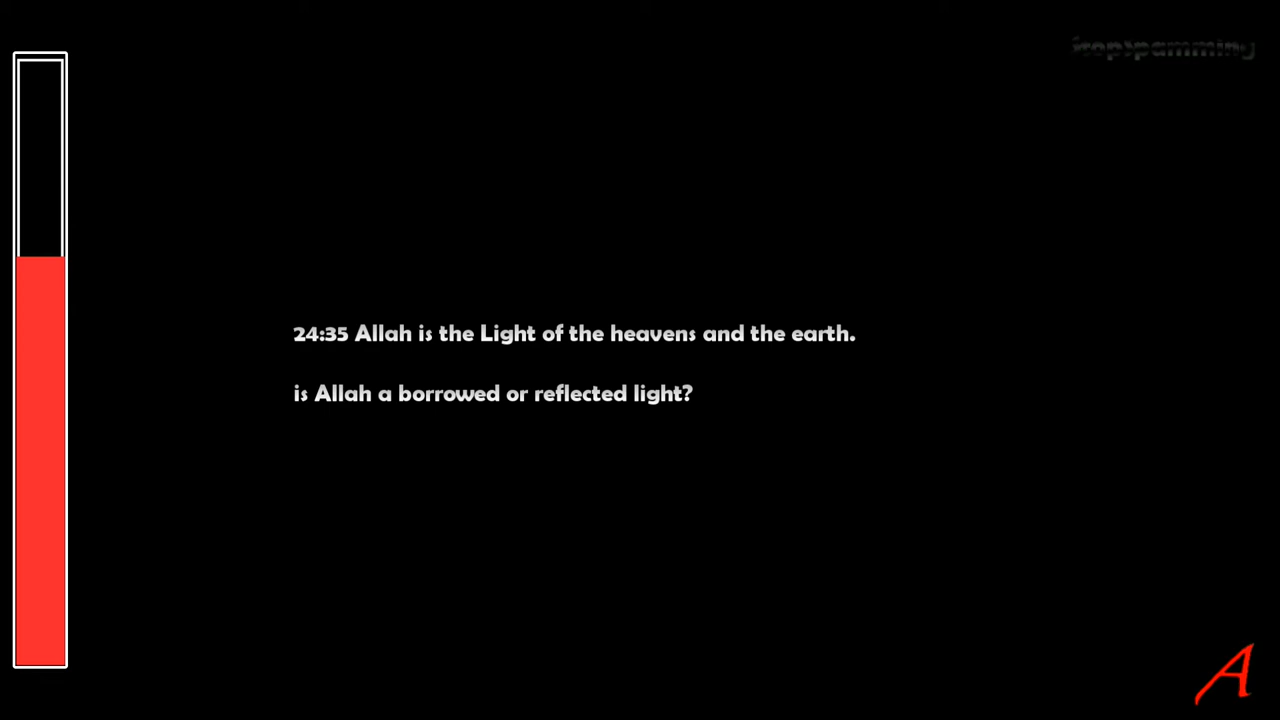 24:35 Allah is the Light of the heavens and the earth.
is Allah a borrowed or reflected light?
A